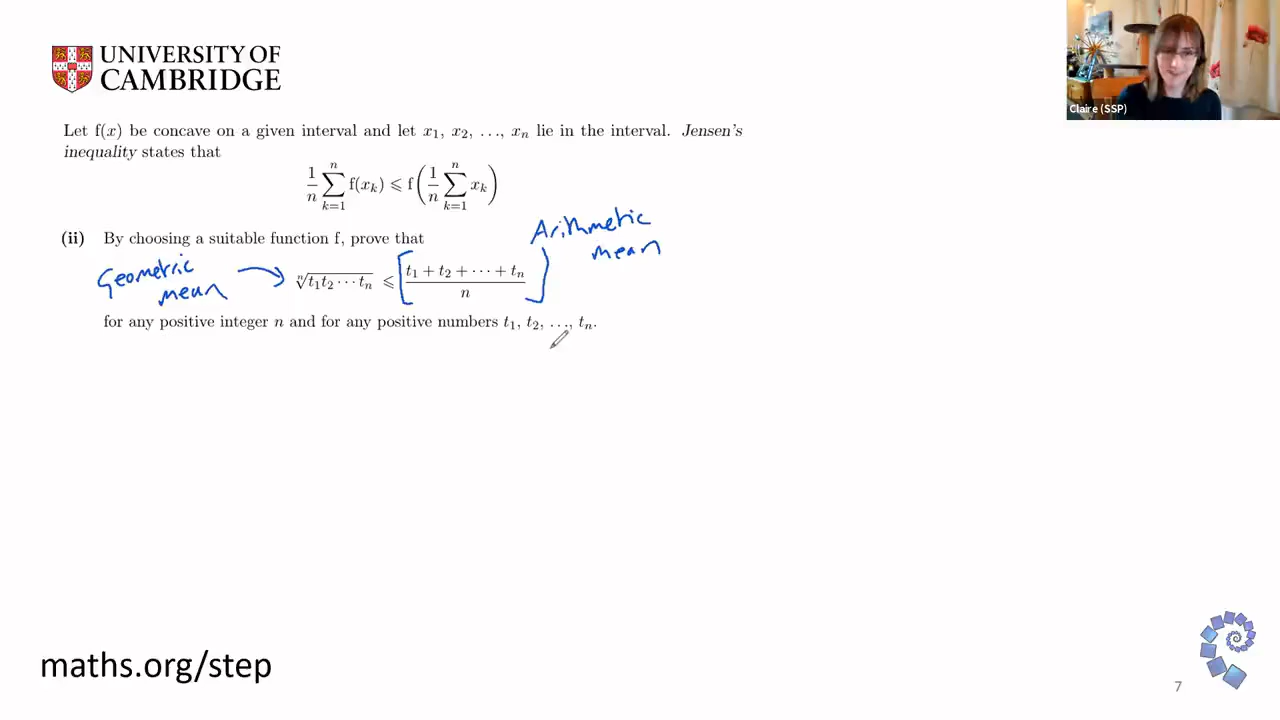 UNIVERSITY OF
CAMBRIDGE
Claire (SSP)
Let f(x) be concave on a given interval and let x₁, x₂, …, xₙ lie in the interval. Jensen's
inequality states that
1/n ∑ₖ₌₁ⁿ f(xₖ) ⩽ f(1/n ∑ₖ₌₁ⁿ xₖ)
Arithmetic
mean
(ii) By choosing a suitable function f, prove that
Geometric
mean
ⁿ√(t₁t₂⋯tₙ) ⩽ [(t₁ + t₂ + ⋯ + tₙ)/n]
for any positive integer n and for any positive numbers t₁, t₂, …, tₙ.
maths.org/step
7